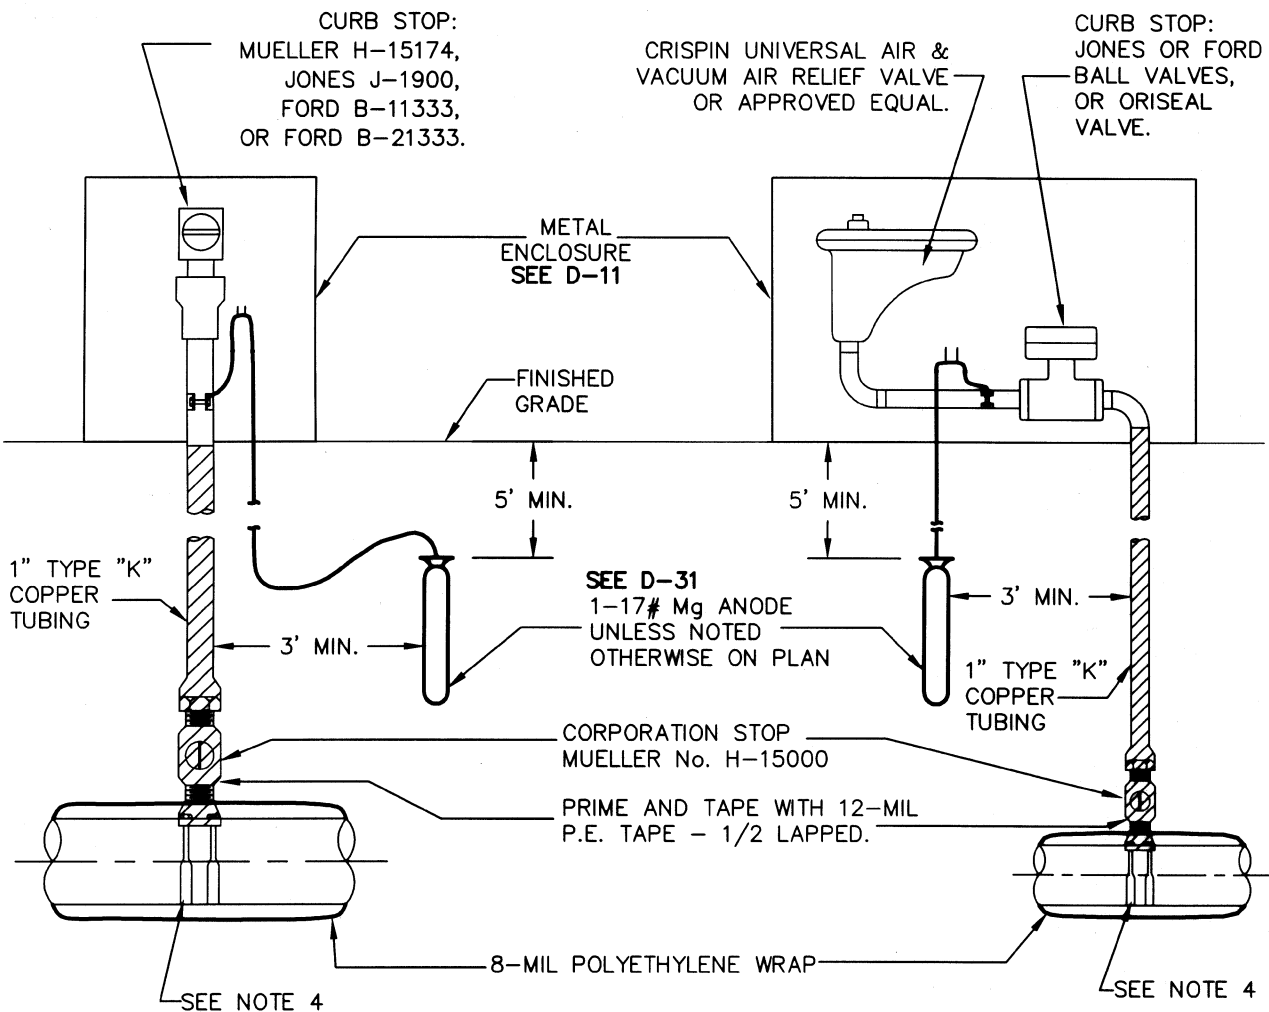 CURB STOP:
MUELLER H-15174,
JONES J-1900,
FORD B-11333,
OR FORD B-21333.
CRISPIN UNIVERSAL AIR &
VACUUM AIR RELIEF VALVE
OR APPROVED EQUAL.
CURB STOP:
JONES OR FORD
BALL VALVES,
OR ORISEAL
VALVE.
METAL
ENCLOSURE
SEE D-11
FINISHED
GRADE
5' MIN.
5' MIN.
1" TYPE "K"
COPPER
TUBING
SEE D-31
1-17# Mg ANODE
UNLESS NOTED
OTHERWISE ON PLAN
3' MIN.
3' MIN.
1" TYPE "K"
COPPER
TUBING
CORPORATION STOP
MUELLER No. H-15000
PRIME AND TAPE WITH 12-MIL
P.E. TAPE - 1/2 LAPPED.
8-MIL POLYETHYLENE WRAP
SEE NOTE 4
SEE NOTE 4